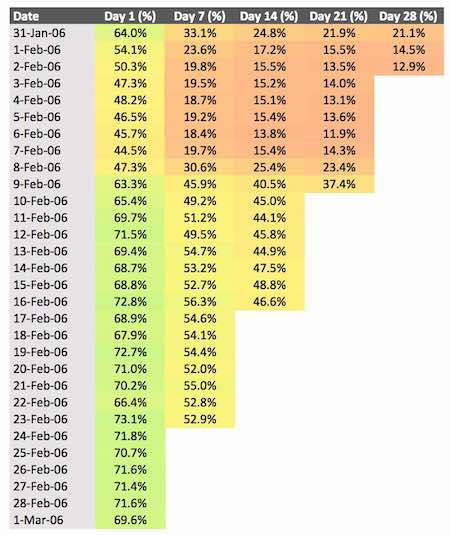 Date Day 1 (%) Day 7 (%) Day 14 (%) Day 21 (%) Day 28 (%)
31-Jan-06 64.0% 33.1% 24.8% 21.9% 21.1%
1-Feb-06 54.1% 23.6% 17.2% 15.5% 14.5%
2-Feb-06 50.3% 19.8% 15.5% 13.5% 12.9%
3-Feb-06 47.3% 19.5% 15.2% 14.0%
4-Feb-06 48.2% 18.7% 15.1% 13.1%
5-Feb-06 46.5% 19.2% 15.4% 13.6%
6-Feb-06 45.7% 18.4% 13.8% 11.9%
7-Feb-06 44.5% 19.7% 15.4% 14.3%
8-Feb-06 47.3% 30.6% 25.4% 23.4%
9-Feb-06 63.3% 45.9% 40.5% 37.4%
10-Feb-06 65.4% 49.2% 45.0%
11-Feb-06 69.7% 51.2% 44.1%
12-Feb-06 71.5% 49.5% 45.8%
13-Feb-06 69.4% 54.7% 44.9%
14-Feb-06 68.7% 53.2% 47.5%
15-Feb-06 68.8% 52.7% 48.8%
16-Feb-06 72.8% 56.3% 46.6%
17-Feb-06 68.9% 54.6%
18-Feb-06 67.9% 54.1%
19-Feb-06 72.7% 54.4%
20-Feb-06 71.0% 52.0%
21-Feb-06 70.2% 55.0%
22-Feb-06 66.4% 52.8%
23-Feb-06 73.1% 52.9%
24-Feb-06 71.8%
25-Feb-06 70.7%
26-Feb-06 71.6%
27-Feb-06 71.4%
28-Feb-06 71.6%
1-Mar-06 69.6%